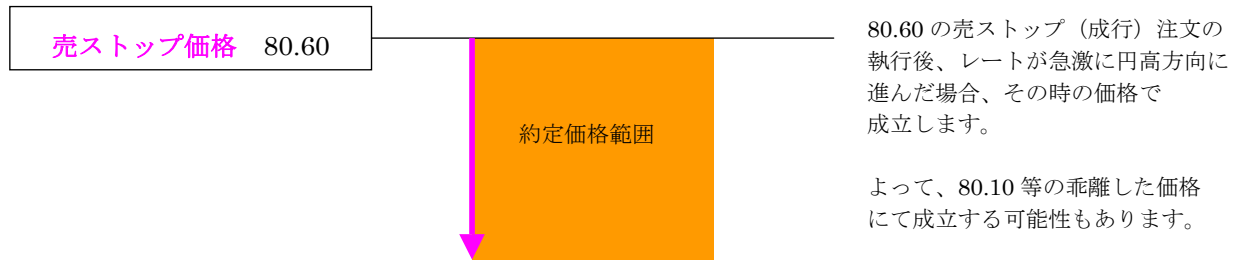 売ストップ価格 80.60
80.60 の売ストップ（成行）注文の
執行後、レートが急激に円高方向に
進んだ場合、その時の価格で
成立します。
約定価格範囲
よって、80.10 等の乖離した価格
にて成立する可能性もあります。